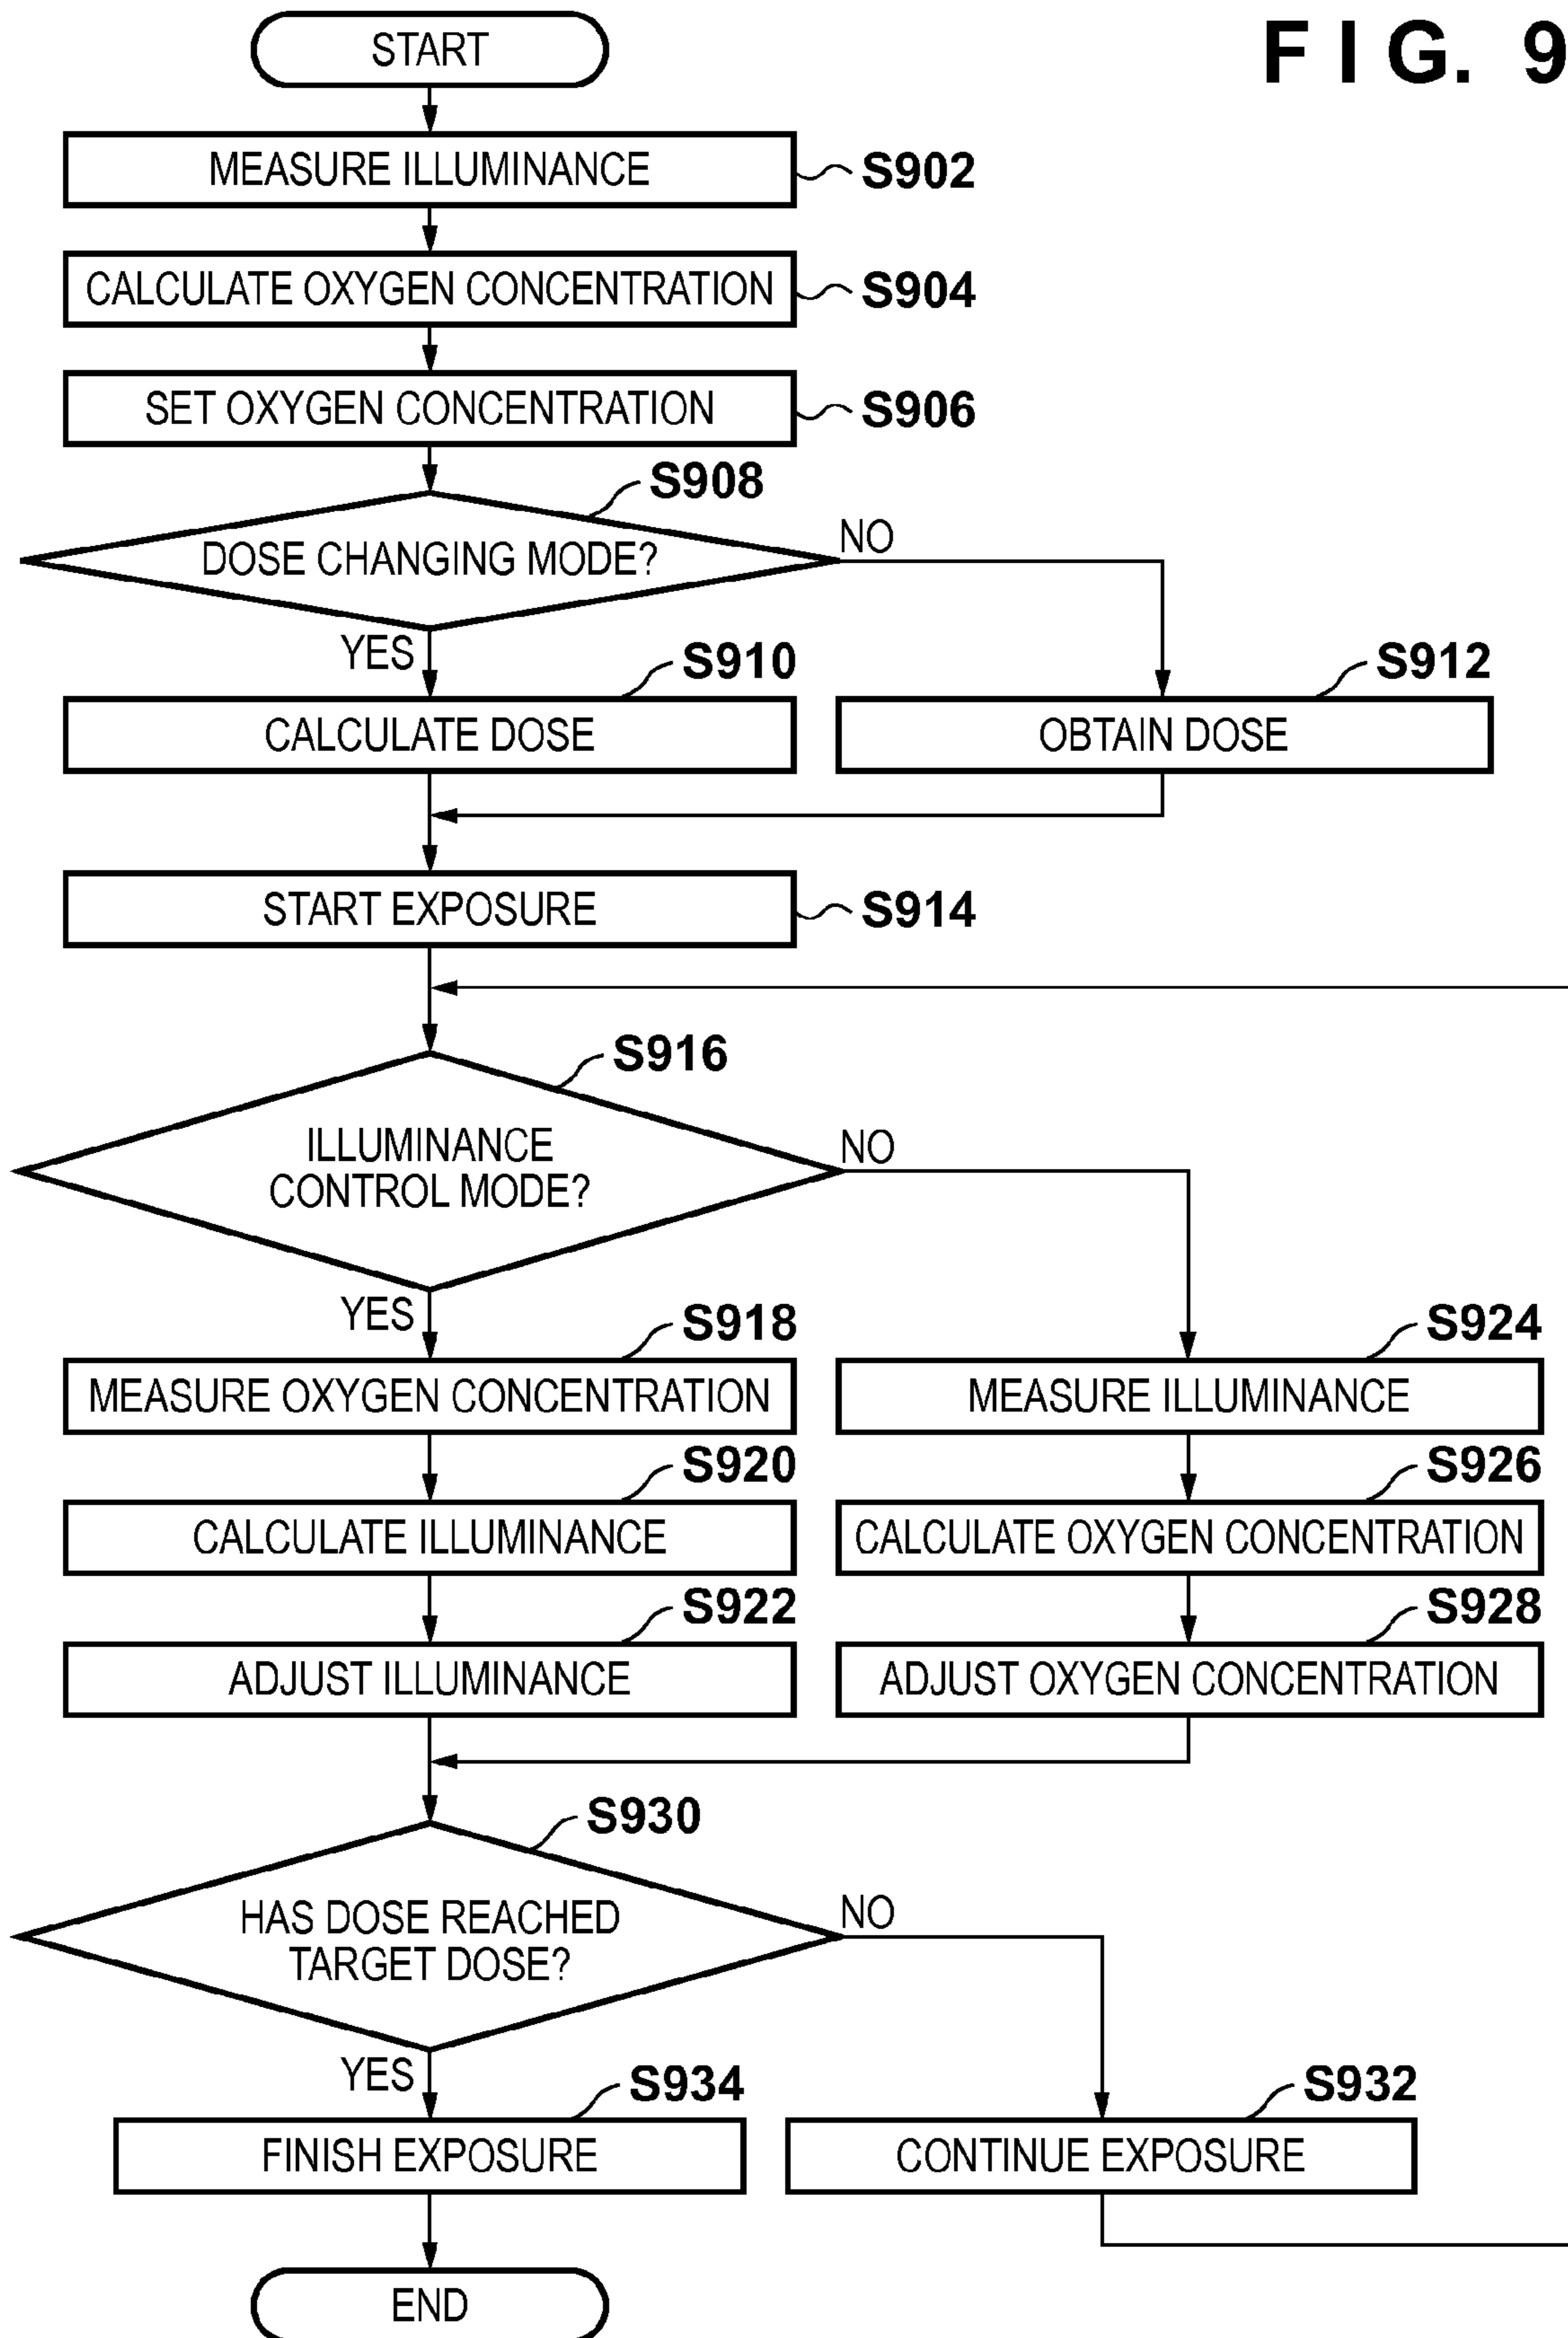 FIG. 9
START
MEASURE ILLUMINANCE
S902
CALCULATE OXYGEN CONCENTRATION
S904
SET OXYGEN CONCENTRATION
S906
S908
DOSE CHANGING MODE?
NO
YES
S910
S912
CALCULATE DOSE
OBTAIN DOSE
START EXPOSURE
S914
S916
ILLUMINANCE
CONTROL MODE?
NO
YES
S918
S924
MEASURE OXYGEN CONCENTRATION
MEASURE ILLUMINANCE
S920
S926
CALCULATE ILLUMINANCE
CALCULATE OXYGEN CONCENTRATION
S922
S928
ADJUST ILLUMINANCE
ADJUST OXYGEN CONCENTRATION
S930
HAS DOSE REACHED
TARGET DOSE?
NO
YES
S934
S932
FINISH EXPOSURE
CONTINUE EXPOSURE
END